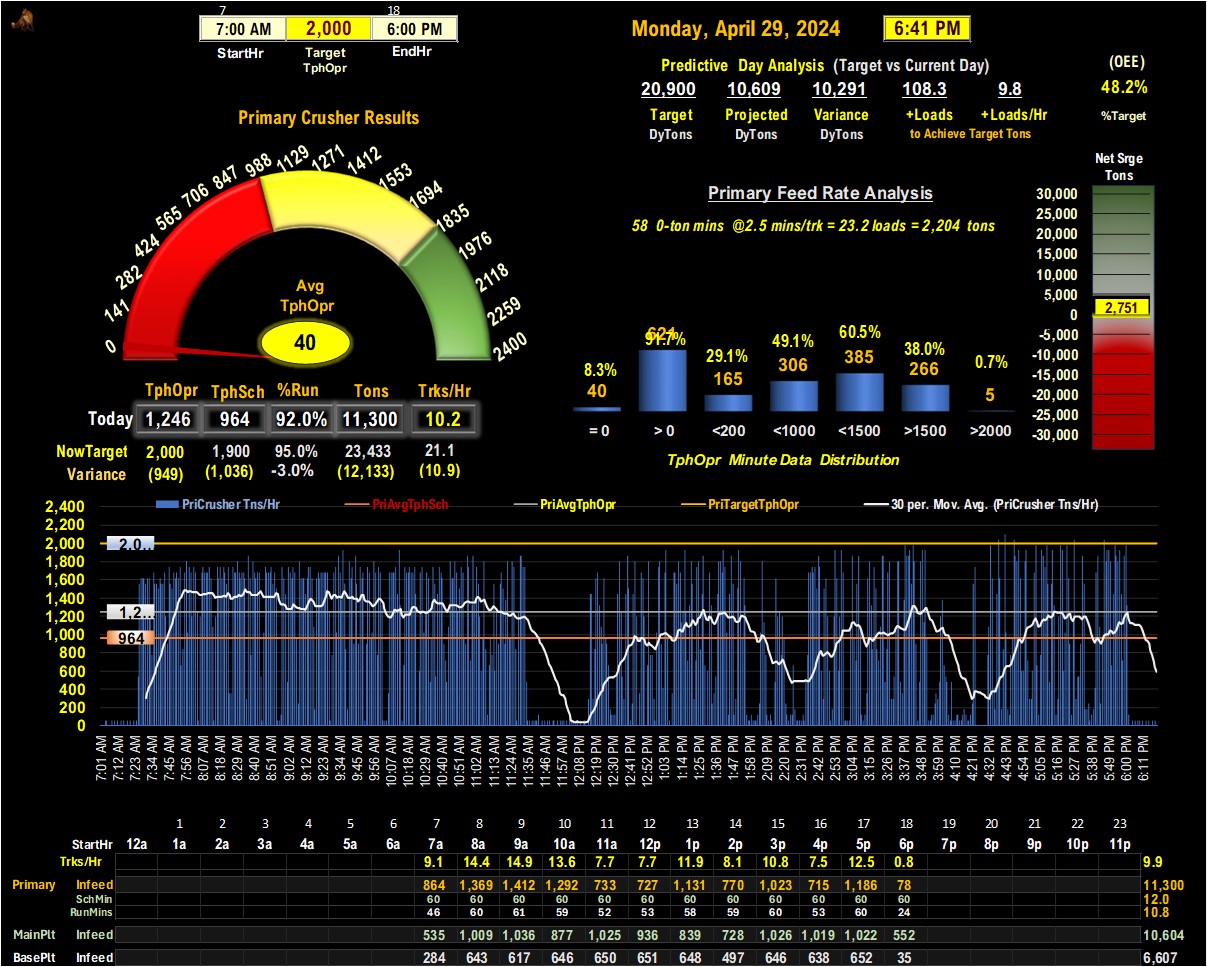 7 18
7:00 AM 2,000 6:00 PM
StartHr Target EndHr
TphOpr
Monday, April 29, 2024 6:41 PM
Predictive Day Analysis (Target vs Current Day)
20,900 10,609 10,291 108.3 9.8
Target Projected Variance +Loads +Loads/Hr
DyTons DyTons DyTons to Achieve Target Tons
(OEE)
48.2%
%Target
Primary Crusher Results
0 141 282 424 565 706 847 988 1129 1271 1412 1553 1694 1835 1976 2118 2259 2400
Avg
TphOpr
40
TphOpr TphSch %Run Tons Trks/Hr
Today 1,246 964 92.0% 11,300 10.2
NowTarget 2,000 1,900 95.0% 23,433 21.1
Variance (949) (1,036) -3.0% (12,133) (10.9)
Primary Feed Rate Analysis
58 0-ton mins @2.5 mins/trk = 23.2 loads = 2,204 tons
8.3% 91.7% 29.1% 49.1% 60.5% 38.0% 0.7%
40 621 165 306 385 266 5
= 0 > 0 <200 <1000 <1500 >1500 >2000
TphOpr Minute Data Distribution
Net Srge
Tons
30,000
25,000
20,000
15,000
10,000
5,000
2,751
0
-5,000
-10,000
-15,000
-20,000
-25,000
-30,000
PriCrusher Tns/Hr PriAvgTphSch PriAvgTphOpr PriTargetTphOpr 30 per. Mov. Avg. (PriCrusher Tns/Hr)
2,400
2,200
2,000 2,0..
1,800
1,600
1,400
1,200 1,2..
1,000 964
800
600
400
200
0
7:01 AM 7:12 AM 7:23 AM 7:34 AM 7:45 AM 7:56 AM 8:07 AM 8:18 AM 8:29 AM 8:40 AM 8:51 AM 9:02 AM 9:12 AM 9:23 AM 9:34 AM 9:45 AM 9:56 AM 10:07 AM 10:18 AM 10:29 AM 10:40 AM 10:51 AM 11:02 AM 11:13 AM 11:24 AM 11:35 AM 11:46 AM 11:57 AM 12:08 PM 12:19 PM 12:30 PM 12:41 PM 12:52 PM 1:03 PM 1:14 PM 1:25 PM 1:36 PM 1:47 PM 1:58 PM 2:09 PM 2:20 PM 2:31 PM 2:42 PM 2:53 PM 3:04 PM 3:15 PM 3:26 PM 3:37 PM 3:48 PM 3:59 PM 4:10 PM 4:21 PM 4:32 PM 4:43 PM 4:54 PM 5:05 PM 5:16 PM 5:27 PM 5:38 PM 5:49 PM 6:00 PM 6:11 PM
1 2 3 4 5 6 7 8 9 10 11 12 13 14 15 16 17 18 19 20 21 22 23
StartHr 12a 1a 2a 3a 4a 5a 6a 7a 8a 9a 10a 11a 12p 1p 2p 3p 4p 5p 6p 7p 8p 9p 10p 11p
Trks/Hr 9.1 14.4 14.9 13.6 7.7 7.7 11.9 8.1 10.8 7.5 12.5 0.8 9.9
Primary Infeed 864 1,369 1,412 1,292 733 727 1,131 770 1,023 715 1,186 78 11,300
SchMin 60 60 60 60 60 60 60 60 60 60 60 60 12.0
RunMins 46 60 61 59 52 53 58 59 60 53 60 24 10.8
MainPlt Infeed 535 1,009 1,036 877 1,025 936 839 728 1,026 1,019 1,022 552 10,604
BasePlt Infeed 284 643 617 646 650 651 648 497 646 638 652 35 6,607